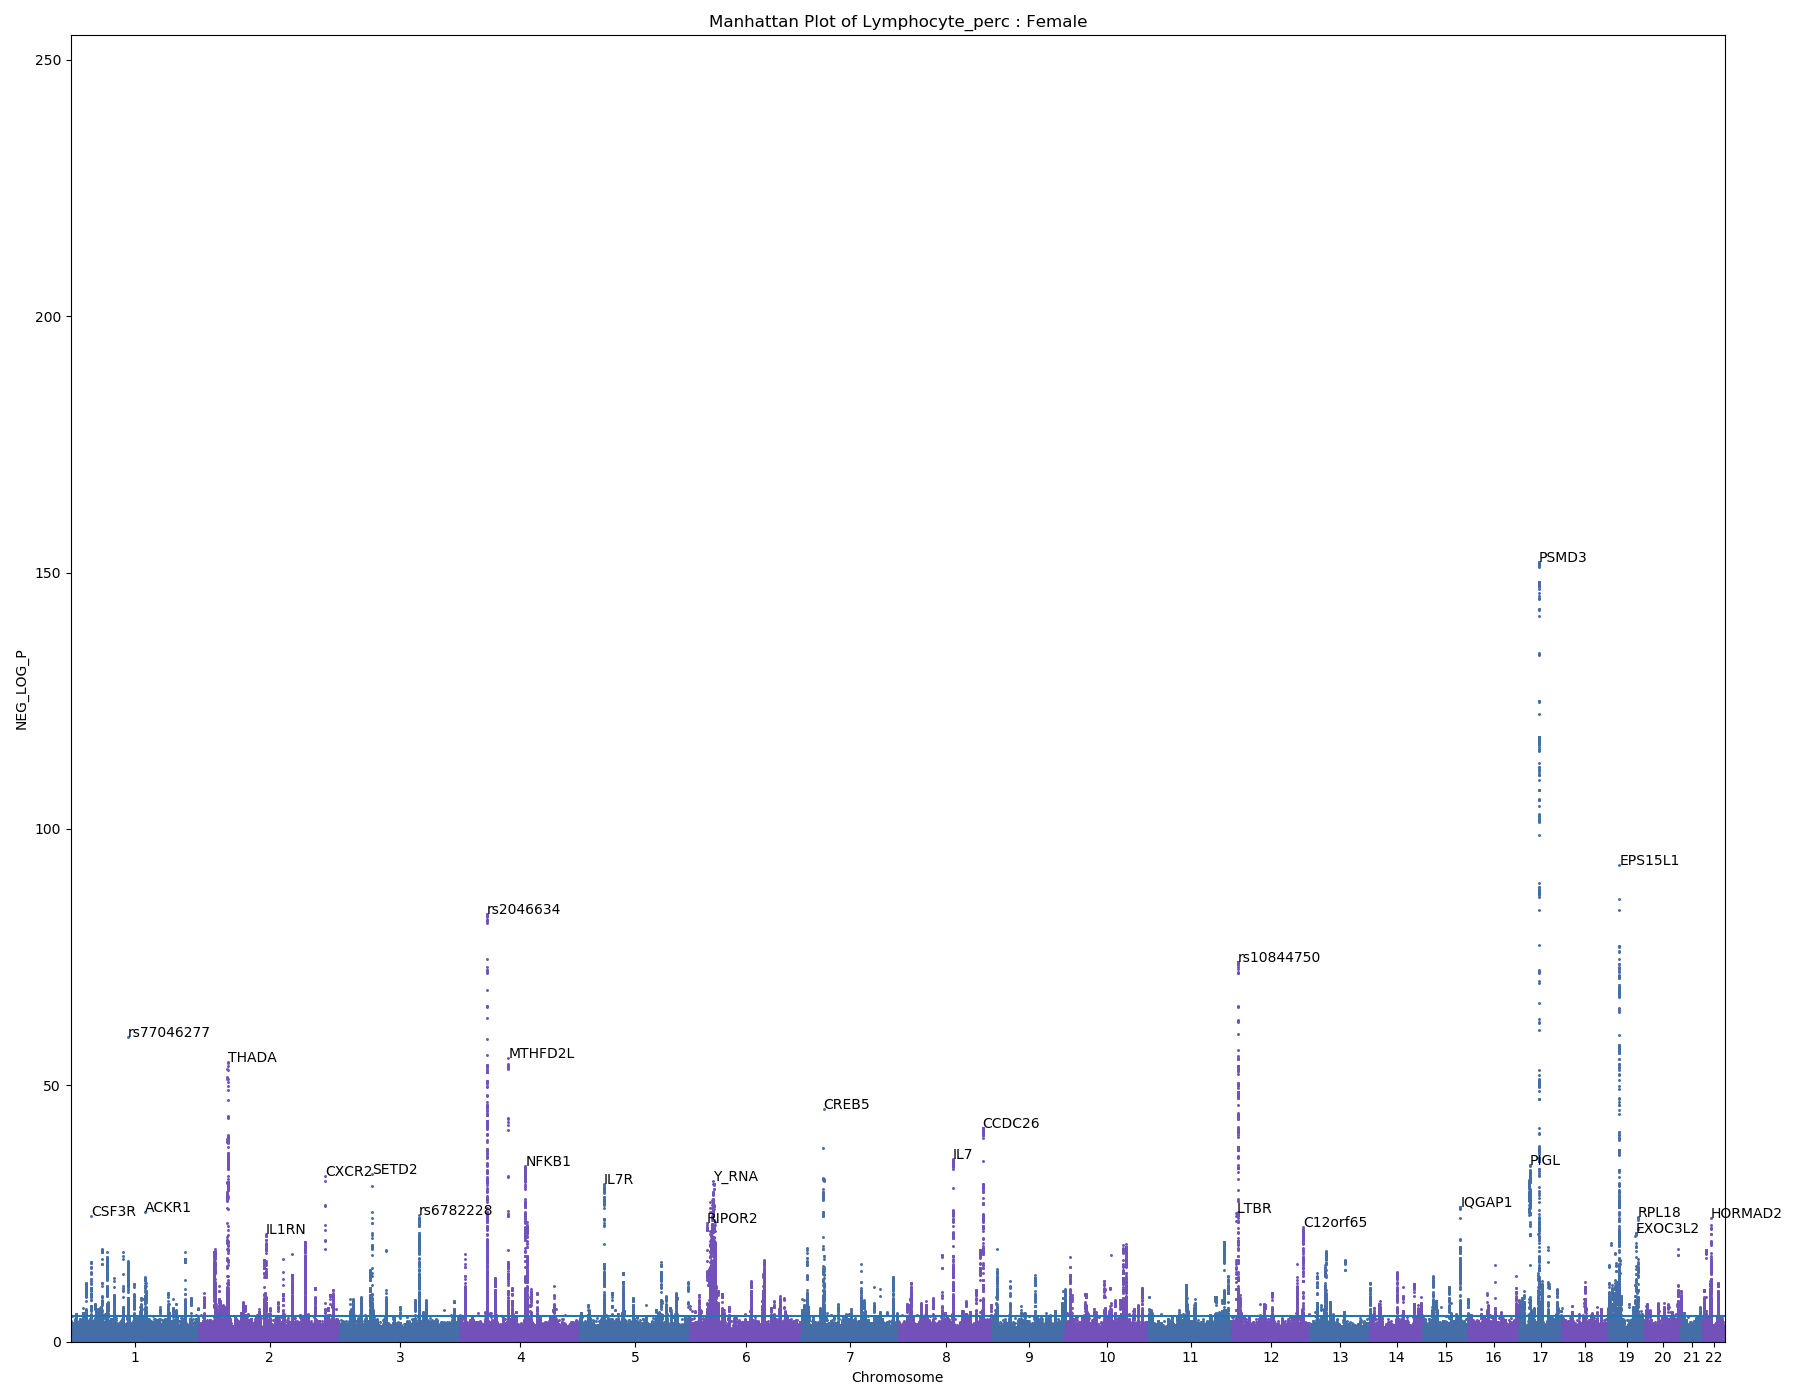 Manhattan Plot of Lymphocyte_perc : Female
250
200
150
100
50
0
NEG_LOG_P
PSMD3
EPS15L1
rs2046634
rs10844750
rs77046277
THADA
MTHFD2L
CREB5
CCDC26
IL7
PIGL
NFKB1
CXCR2
SETD2
IL7R
Y_RNA
IQGAP1
CSF3R
ACKR1
rs6782228
RIPOR2
LTBR
RPL18
HORMAD2
IL1RN
C12orf65
EXOC3L2
1 2 3 4 5 6 7 8 9 10 11 12 13 14 15 16 17 18 19 20 21 22
Chromosome